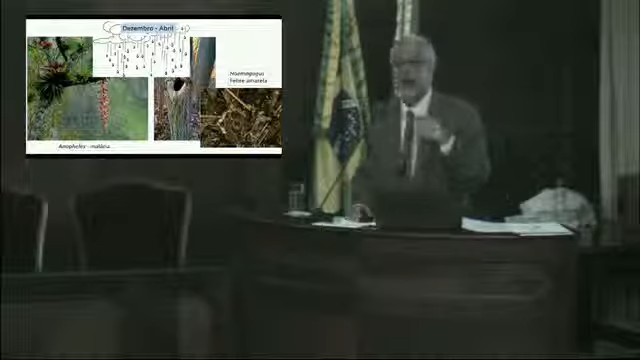 Dezembro - Abril
Haemagogus
Febre amarela
Anopheles - malária